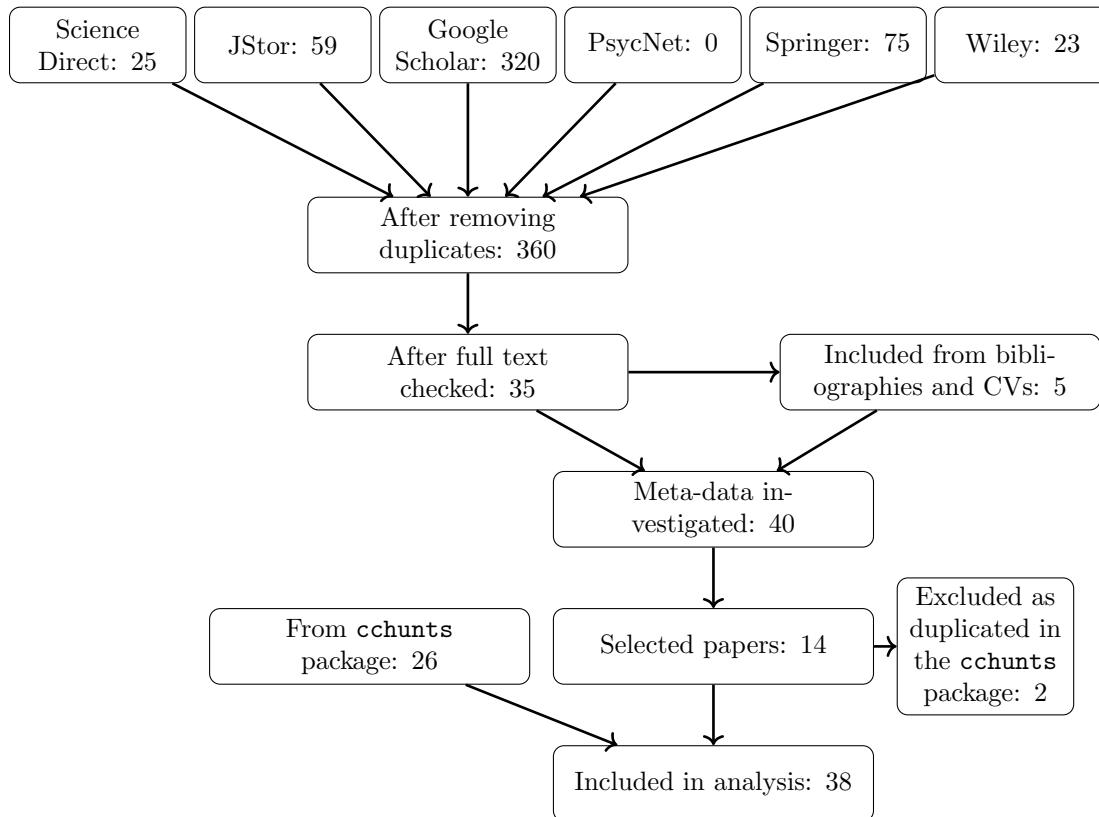 Science
Direct: 25
JStor: 59
Google
Scholar: 320
PsycNet: 0
Springer: 75
Wiley: 23
After removing
duplicates: 360
After full text
checked: 35
Included from bibli-
ographies and CVs: 5
Meta-data in-
vestigated: 40
From cchunts
package: 26
Selected papers: 14
Excluded as
duplicated in
the cchunts
package: 2
Included in analysis: 38